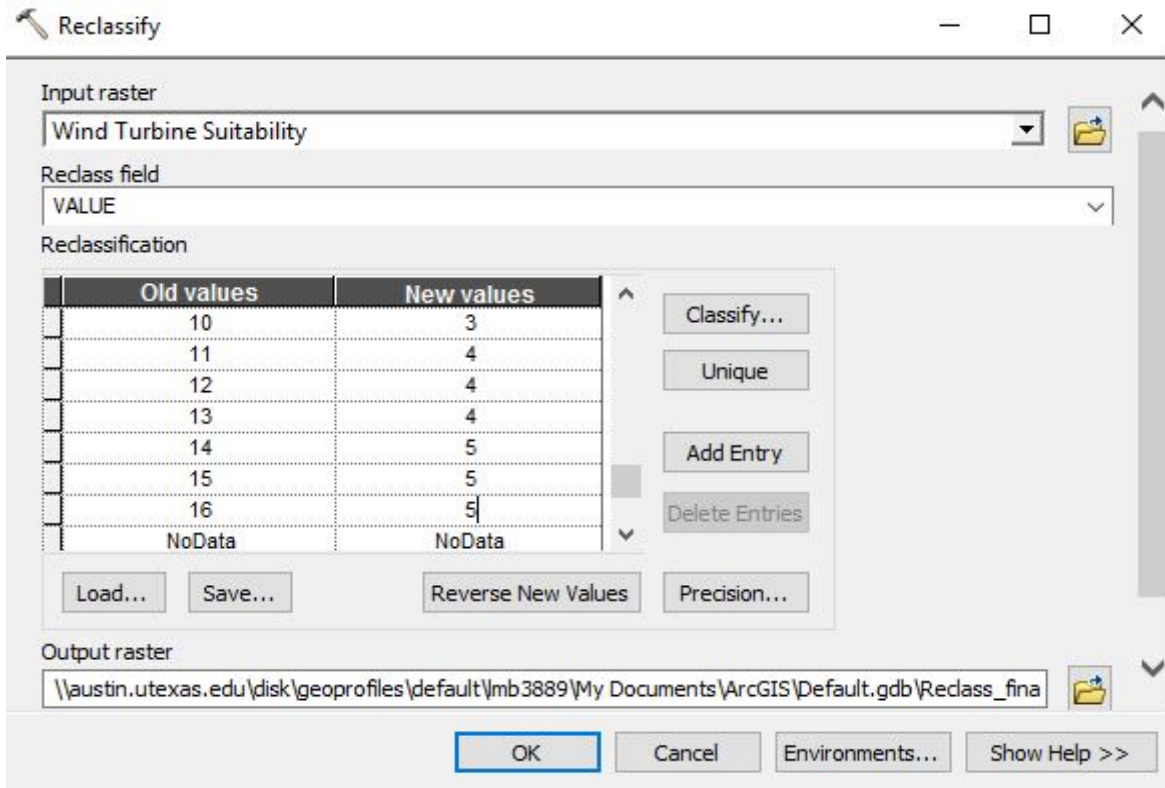 Reclassify
Input raster
Wind Turbine Suitability
Reclass field
VALUE
Reclassification
Old values New values
10 3
11 4
12 4
13 4
14 5
15 5
16 5
NoData NoData
Classify...
Unique
Add Entry
Delete Entries
Load... Save... Reverse New Values Precision...
Output raster
\\austin.utexas.edu\disk\geoprofiles\default\lmb3889\My Documents\ArcGIS\Default.gdb\Reclass_fina
OK Cancel Environments... Show Help >>